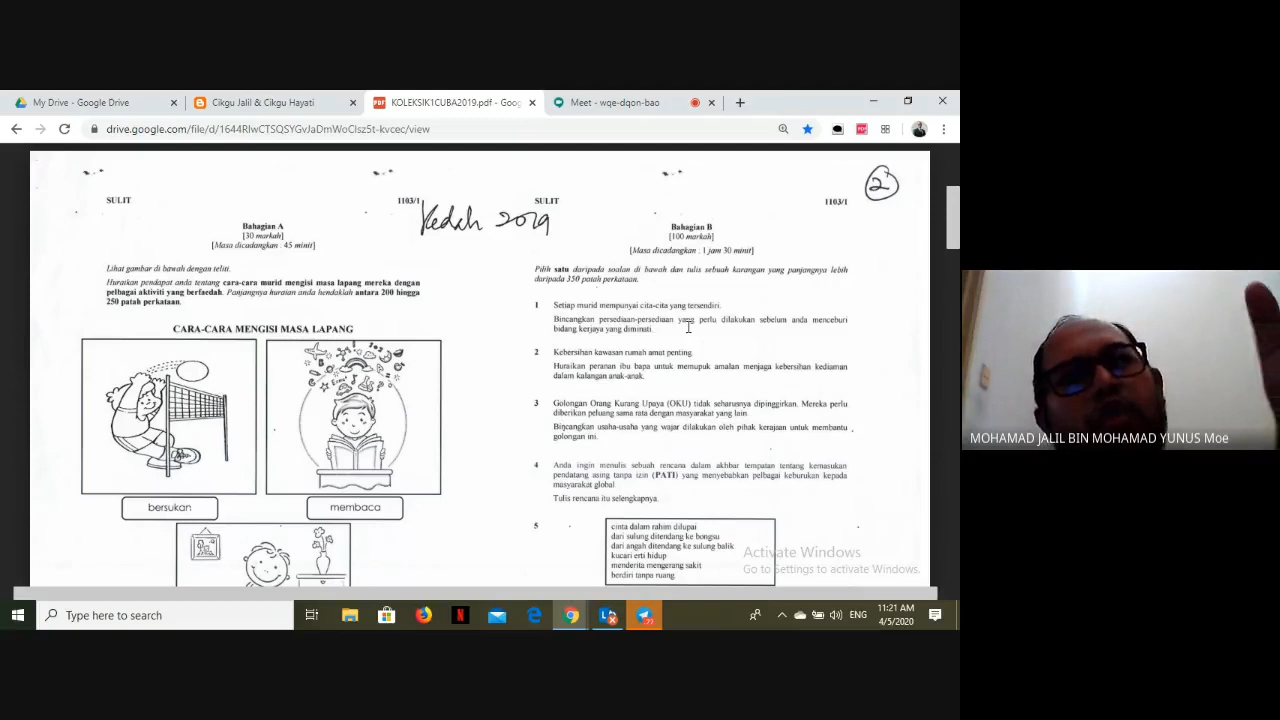 My Drive - Google Drive
Cikgu Jalil & Cikgu Hayati
KOLEKSIK1CUBA2019.pdf - Goog
Meet - wqe-dqon-bao
drive.google.com/file/d/1644RIwCTSQSYGvJaDmWoCIsz5t-kvcec/view
SULIT
1103/1
Kedah 2019
Bahagian A
[30 markah]
[Masa dicadangkan : 45 minit]
Lihat gambar di bawah dengan teliti.
Huraikan pendapat anda tentang cara-cara murid mengisi masa lapang mereka dengan
pelbagai aktiviti yang berfaedah. Panjangnya huraian anda hendaklah antara 200 hingga
250 patah perkataan.
CARA-CARA MENGISI MASA LAPANG
bersukan
membaca
SULIT
1103/1
2
Bahagian B
[100 markah]
[Masa dicadangkan : 1 jam 30 minit]
Pilih satu daripada soalan di bawah dan tulis sebuah karangan yang panjangnya lebih
daripada 350 patah perkataan.
1 Setiap murid mempunyai cita-cita yang tersendiri.
Bincangkan persediaan-persediaan yang perlu dilakukan sebelum anda menceburi
bidang kerjaya yang diminati.
2 Kebersihan kawasan rumah amat penting.
Huraikan peranan ibu bapa untuk memupuk amalan menjaga kebersihan kediaman
dalam kalangan anak-anak.
3 Golongan Orang Kurang Upaya (OKU) tidak seharusnya dipinggirkan. Mereka perlu
diberikan peluang sama rata dengan masyarakat yang lain.
Bincangkan usaha-usaha yang wajar dilakukan oleh pihak kerajaan untuk membantu
golongan ini.
4 Anda ingin menulis sebuah rencana dalam akhbar tempatan tentang kemasukan
pendatang asing tanpa izin (PATI) yang menyebabkan pelbagai keburukan kepada
masyarakat global.
Tulis rencana itu selengkapnya.
5
cinta dalam rahim dilupai
dari sulung ditendang ke bongsu
dari angah ditendang ke sulung balik
kucari erti hidup
menderita mengerang sakit
berdiri tanpa ruang
Activate Windows
Go to Settings to activate Windows.
MOHAMAD JALIL BIN MOHAMAD YUNUS Moe
Type here to search
ENG
11:21 AM
4/5/2020